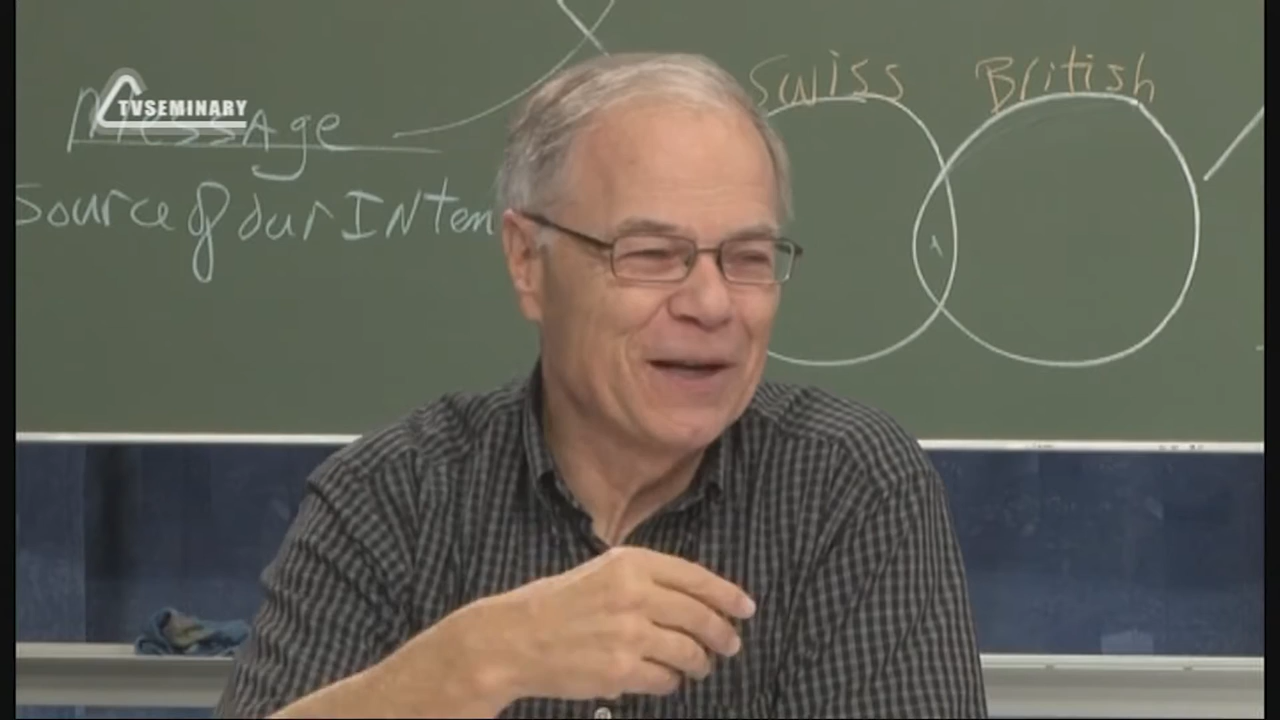 TVSEMINARY
Message
Source of our INten
Swiss
British